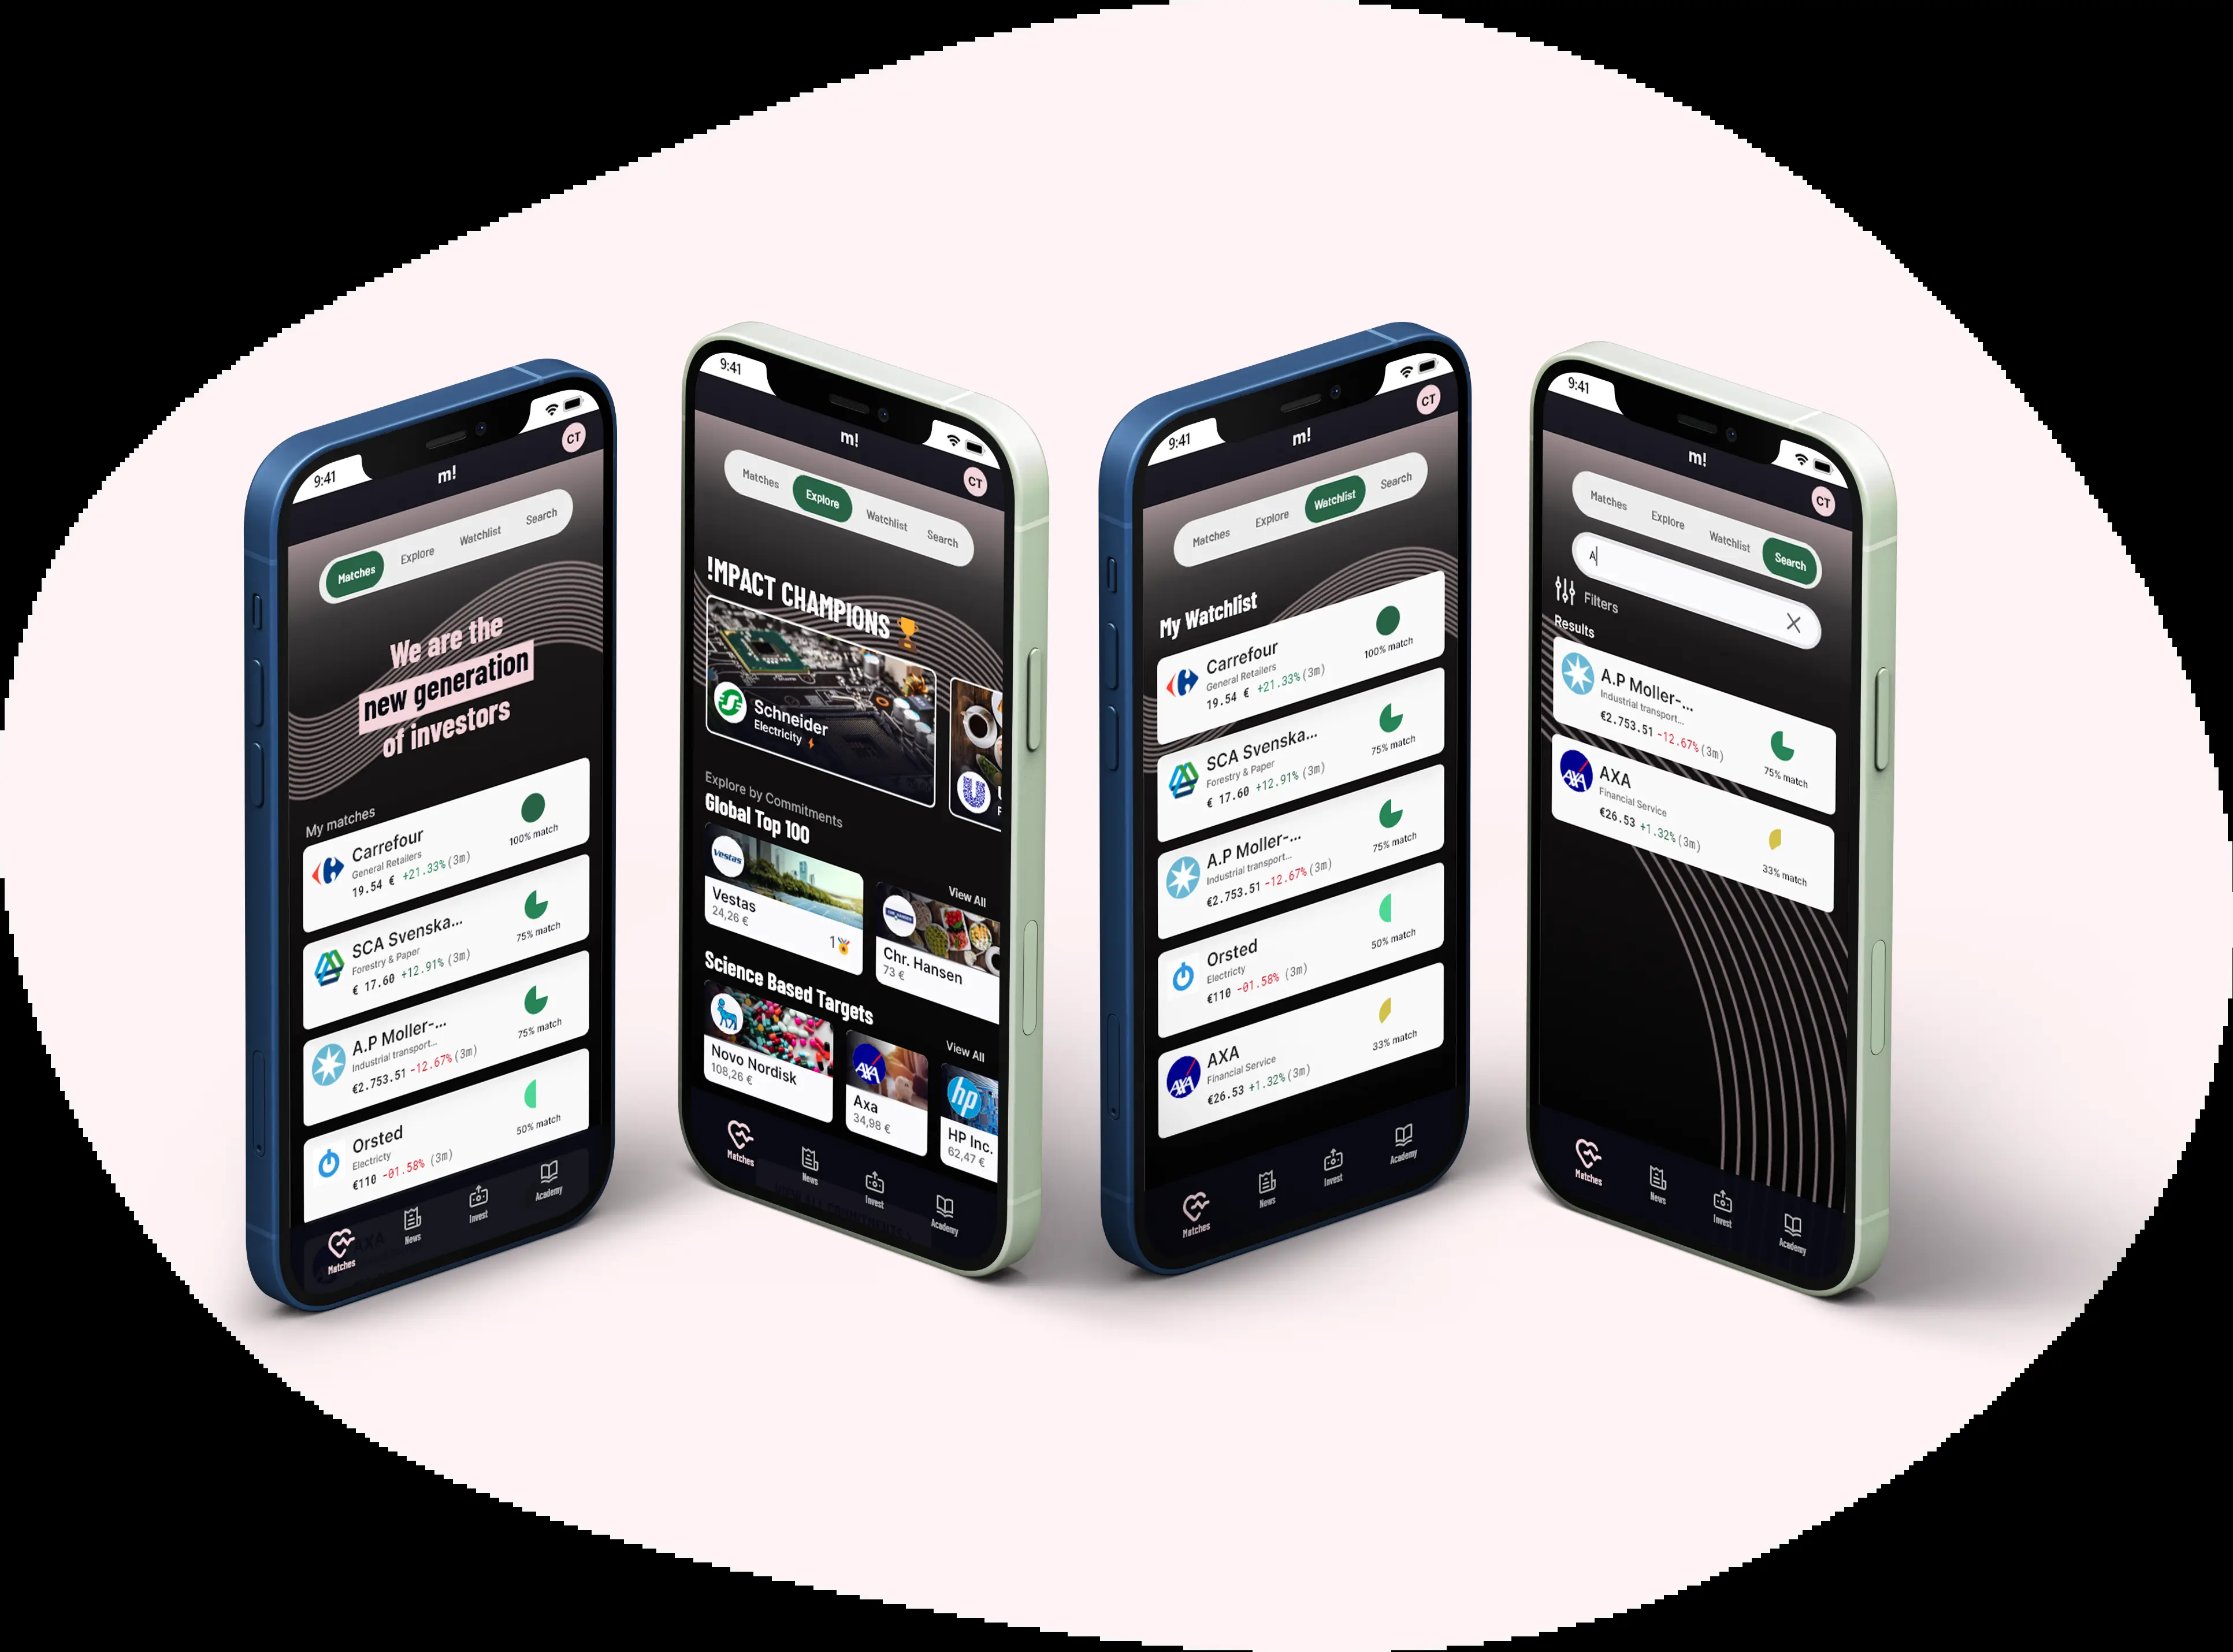 9:41
m!
CT
Matches Explore Watchlist Search
We are the
new generation
of investors
My matches
Carrefour
General Retailers
19.54 € +21.33% (3m)
100% match
SCA Svenska...
Forestry & Paper
€ 17.60 +12.91% (3m)
75% match
A.P Moller-...
Industrial transport...
€2.753.51 -12.67% (3m)
75% match
Orsted
Electricty
€110 -01.58% (3m)
50% match
AXA
Matches News Invest Academy
9:41
m!
CT
Matches Explore Watchlist Search
!MPACT CHAMPIONS 🏆
Schneider
Electricity ⚡
Explore by Commitments
Global Top 100
View All
Vestas
Vestas
24,26 €
1🏅
Chr. Hansen
73 €
Science Based Targets
View All
Novo Nordisk
108,26 €
AXA
Axa
34,98 €
hp
HP Inc.
62,47 €
VIEW ALL COMMITMENTS
Matches News Invest Academy
9:41
m!
CT
Matches Explore Watchlist Search
My Watchlist
Carrefour
General Retailers
19.54 € +21.33% (3m)
100% match
SCA Svenska...
Forestry & Paper
€ 17.60 +12.91% (3m)
75% match
A.P Moller-...
Industrial transport...
€2.753.51 -12.67% (3m)
75% match
Orsted
Electricty
€110 -01.58% (3m)
50% match
AXA
AXA
Financial Service
€26.53 +1.32% (3m)
33% match
Matches News Invest Academy
9:41
m!
CT
Matches Explore Watchlist Search
A
Filters
Results
A.P Moller-...
Industrial transport...
€2.753.51 -12.67% (3m)
75% match
AXA
AXA
Financial Service
€26.53 +1.32% (3m)
33% match
Matches News Invest Academy